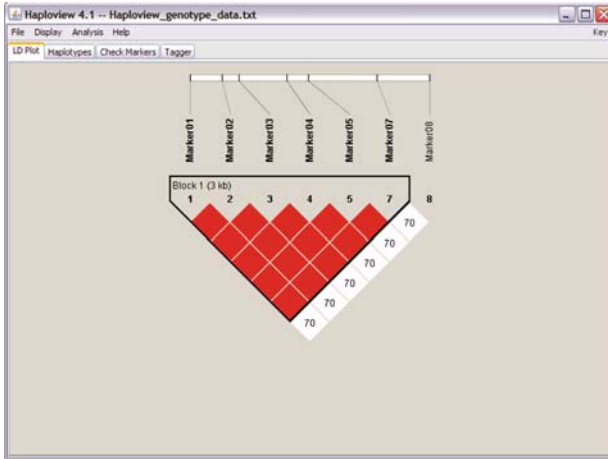 Haploview 4.1 -- Haploview_genotype_data.txt
File Display Analysis Help Key
LD Plot Haplotypes Check Markers Tagger
Marker01 Marker02 Marker03 Marker04 Marker05 Marker07 Marker08
Block 1 (3 kb)
1 2 3 4 5 7 8
70
70
70
70
70
70